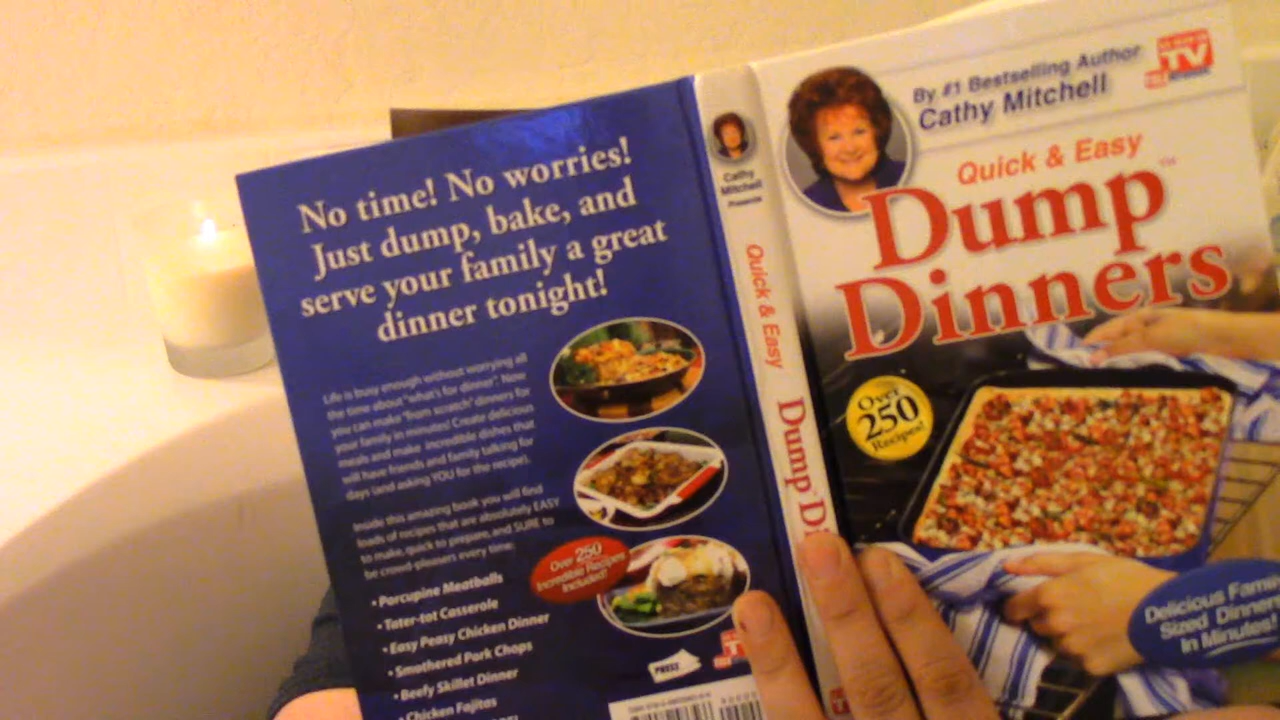 No time! No worries!
Just dump, bake, and
serve your family a great
dinner tonight!
Life is busy enough without worrying all
the time about "what's for dinner". Now
you can make "from scratch" dinners for
your family in minutes! Create delicious
meals and make incredible dishes that
will have friends and family talking for
days (and asking YOU for the recipe).
Inside this amazing book you will find
loads of recipes that are absolutely EASY
to make, quick to prepare, and SURE to
be crowd-pleasers every time:
• Porcupine Meatballs
• Tater-tot Casserole
• Easy Peasy Chicken Dinner
• Smothered Pork Chops
• Beefy Skillet Dinner
• Chicken Fajitas
Over 250
Incredible Recipes
Included!
PRESS
Cathy
Mitchell
Presents
Quick & Easy
Dump Di
By #1 Bestselling Author
Cathy Mitchell
TV
Quick & Easy
Dump
Dinners
Over
250
Recipes!
Delicious Fami
Sized Dinner
In Minutes!